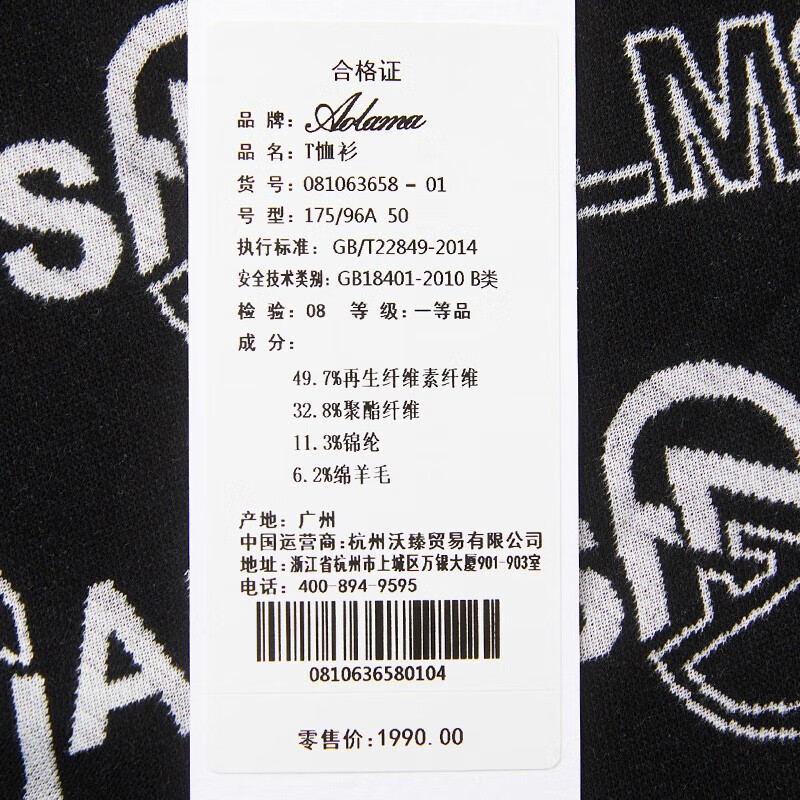 合格证
品 牌: Aolama
品 名: T恤衫
货 号: 081063658 - 01
号 型: 175/96A 50
执行标准: GB/T22849-2014
安全技术类别: GB18401-2010 B类
检 验: 08 等 级: 一等品
成 分:
49.7%再生纤维素纤维
32.8%聚酯纤维
11.3%锦纶
6.2%绵羊毛
产地: 广州
中国运营商:杭州沃臻贸易有限公司
地址:浙江省杭州市上城区万银大厦901-903室
电话: 400-894-9595
0810636580104
零售价:1990.00